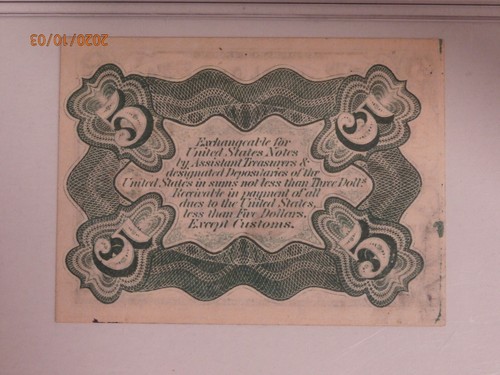 2020/10/03
5 5
Exchangeable for
United States Notes
by Assistant Treasurers &
designated Depositaries of the
United States in sums not less than Three Dolls.
Receivable in payment of all
dues to the United States,
less than Five Dollars.
Except Customs.
5 5